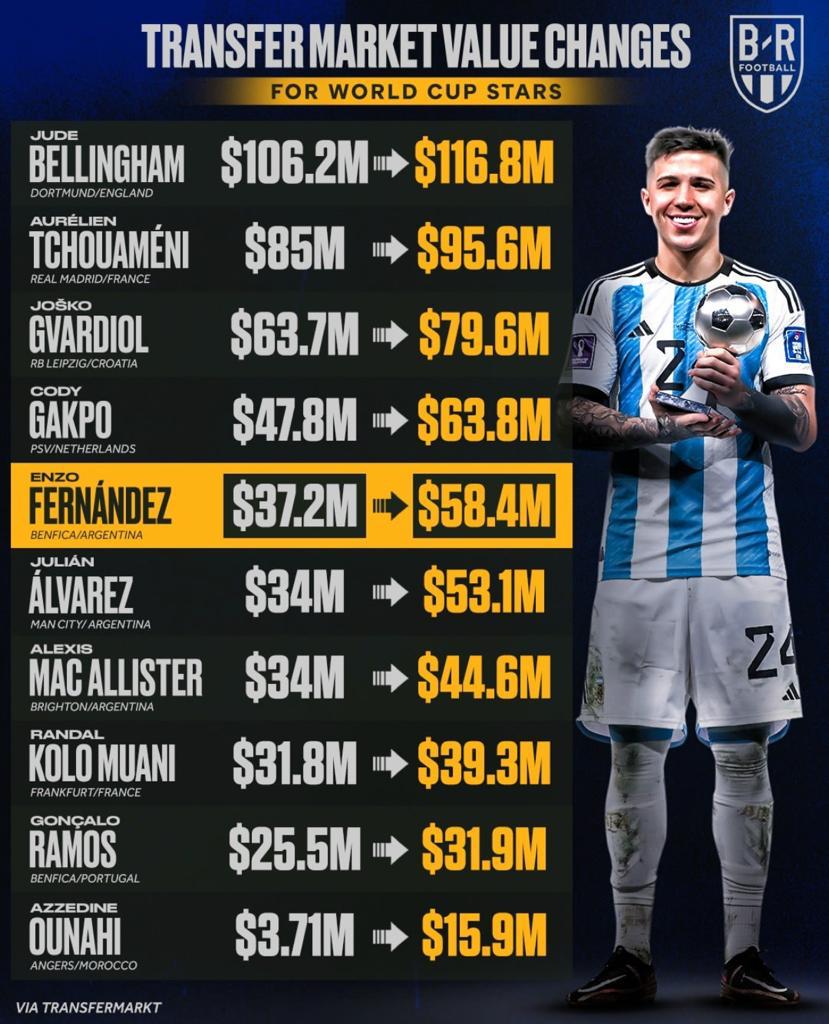 TRANSFER MARKET VALUE CHANGES
FOR WORLD CUP STARS
B R
FOOTBALL
JUDE
BELLINGHAM $106.2M $116.8M
DORTMUND/ENGLAND
AURÉLIEN
TCHOUAMÉNI $85M $95.6M
REAL MADRID/FRANCE
JOŠKO
GVARDIOL $63.7M $79.6M
RB LEIPZIG/CROATIA
CODY
GAKPO $47.8M $63.8M
PSV/NETHERLANDS
ENZO
FERNÁNDEZ $37.2M $58.4M
BENFICA/ARGENTINA
JULIÁN
ÁLVAREZ $34M $53.1M
MAN CITY/ARGENTINA
ALEXIS
MAC ALLISTER $34M $44.6M
BRIGHTON/ARGENTINA
RANDAL
KOLO MUANI $31.8M $39.3M
FRANKFURT/FRANCE
GONÇALO
RAMOS $25.5M $31.9M
BENFICA/PORTUGAL
AZZEDINE
OUNAHI $3.71M $15.9M
ANGERS/MOROCCO
VIA TRANSFERMARKT
2
24